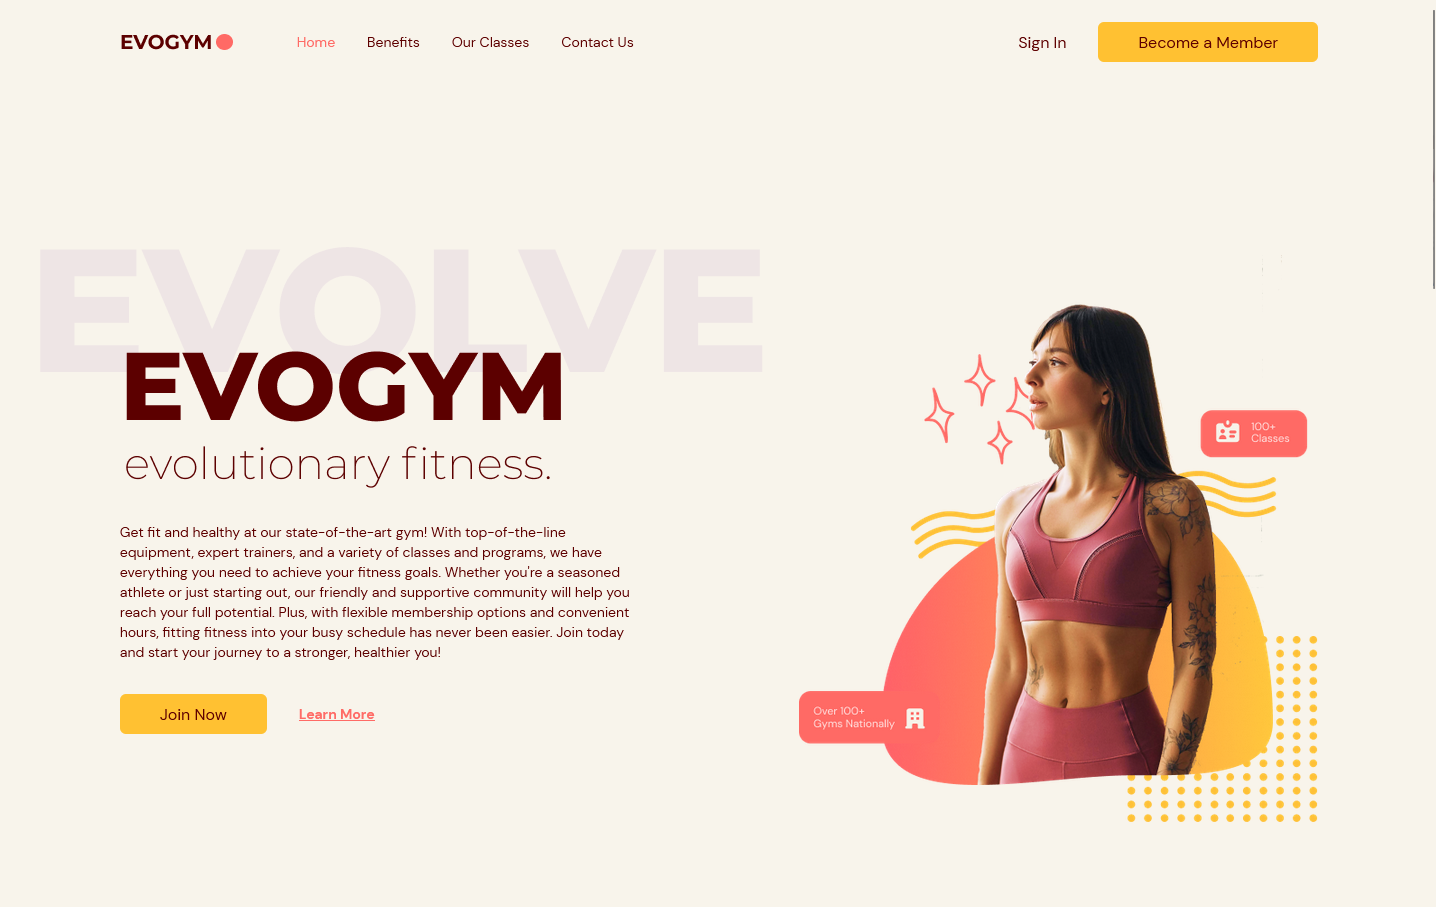 EVOGYM
Home
Benefits
Our Classes
Contact Us
Sign In
Become a Member
EVOLVE
EVOGYM
evolutionary fitness.
Get fit and healthy at our state-of-the-art gym! With top-of-the-line
equipment, expert trainers, and a variety of classes and programs, we have
everything you need to achieve your fitness goals. Whether you're a seasoned
athlete or just starting out, our friendly and supportive community will help you
reach your full potential. Plus, with flexible membership options and convenient
hours, fitting fitness into your busy schedule has never been easier. Join today
and start your journey to a stronger, healthier you!
Join Now
Learn More
100+
Classes
Over 100+
Gyms Nationally